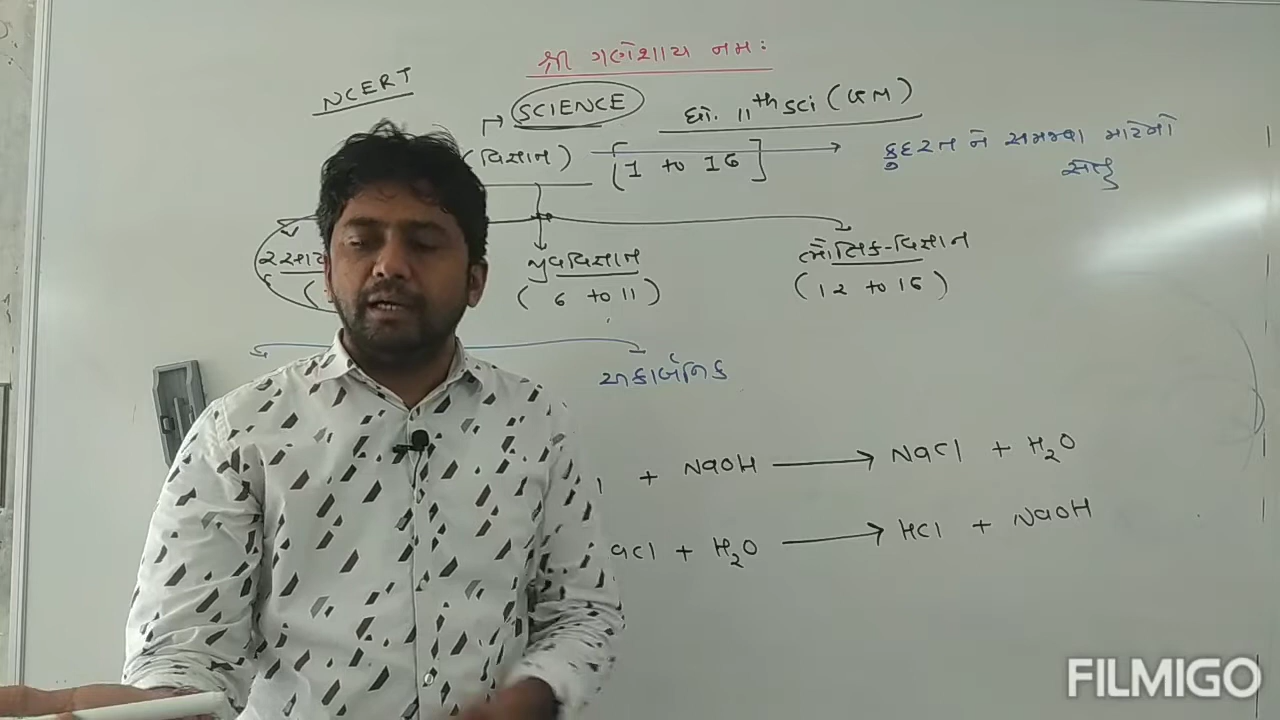 શ્રી ગણેશાય નમઃ
NCERT
SCIENCE
ધો. 11th Sci (GM)
(વિજ્ઞાન)
[1 to 16]
કુદરત ને સમજવા માટેનો
જીવવિજ્ઞાન
(6 to 11)
ભૌતિક-વિજ્ઞાન
(12 to 16)
અકાર્બનિક
+ NaOH → NaCl + H₂O
aCl + H₂O → HCl + NaOH
FILMIGO